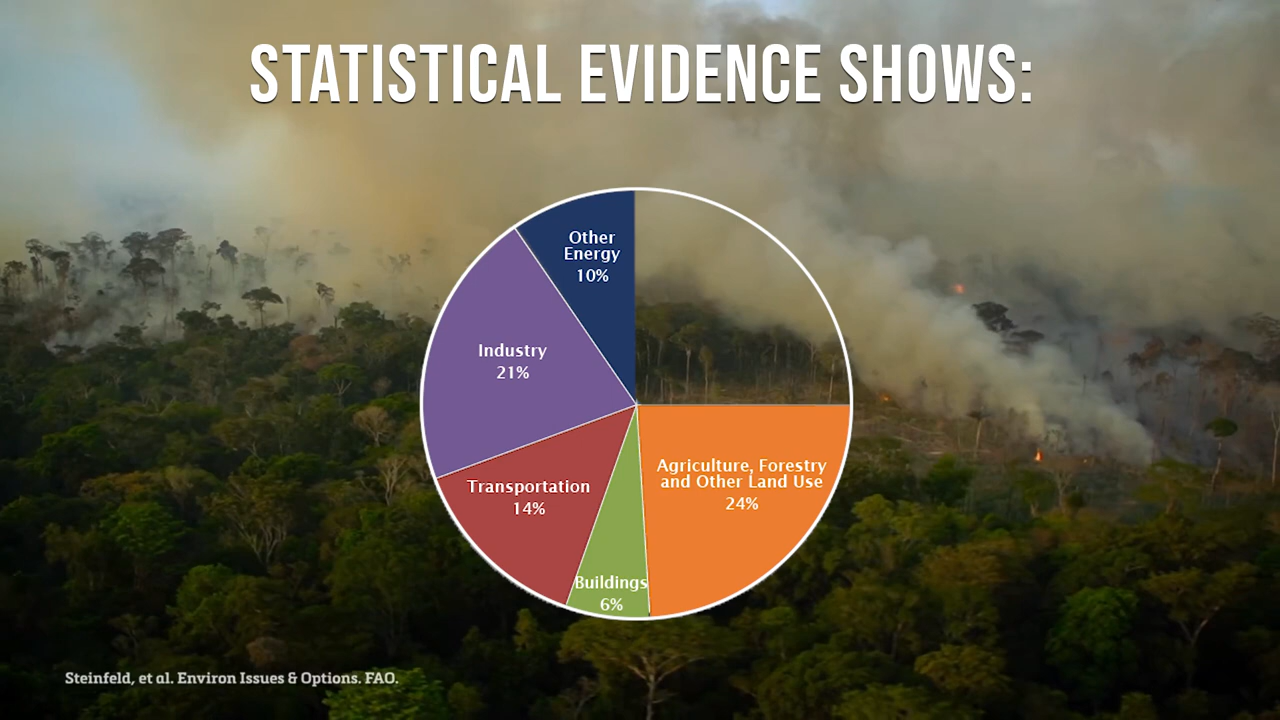 STATISTICAL EVIDENCE SHOWS:
Other
Energy
10%
Industry
21%
Agriculture, Forestry
and Other Land Use
24%
Transportation
14%
Buildings
6%
Steinfeld, et al. Environ Issues & Options. FAO.